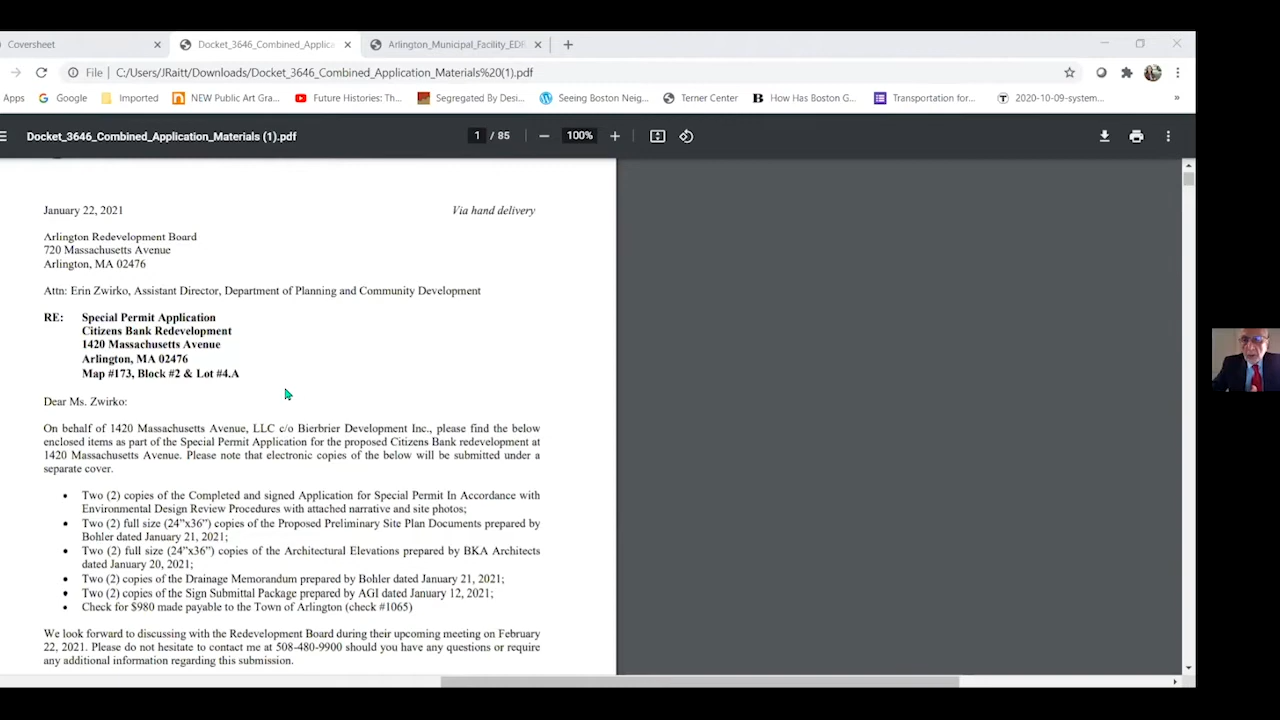 Coversheet
Docket_3646_Combined_Applica
Arlington_Municipal_Facility_EDR
File C:/Users/JRaitt/Downloads/Docket_3646_Combined_Application_Materials%20(1).pdf
Apps Google Imported NEW Public Art Gra... Future Histories: Th... Segregated By Desi... Seeing Boston Neig... Terner Center How Has Boston G... Transportation for... 2020-10-09-system... »
Docket_3646_Combined_Application_Materials (1).pdf 1 / 85 100%
January 22, 2021 Via hand delivery
Arlington Redevelopment Board
720 Massachusetts Avenue
Arlington, MA 02476
Attn: Erin Zwirko, Assistant Director, Department of Planning and Community Development
RE: Special Permit Application
Citizens Bank Redevelopment
1420 Massachusetts Avenue
Arlington, MA 02476
Map #173, Block #2 & Lot #4.A
Dear Ms. Zwirko:
On behalf of 1420 Massachusetts Avenue, LLC c/o Bierbrier Development Inc., please find the below
enclosed items as part of the Special Permit Application for the proposed Citizens Bank redevelopment at
1420 Massachusetts Avenue. Please note that electronic copies of the below will be submitted under a
separate cover.
• Two (2) copies of the Completed and signed Application for Special Permit In Accordance with
Environmental Design Review Procedures with attached narrative and site photos;
• Two (2) full size (24”x36”) copies of the Proposed Preliminary Site Plan Documents prepared by
Bohler dated January 21, 2021;
• Two (2) full size (24”x36”) copies of the Architectural Elevations prepared by BKA Architects
dated January 20, 2021;
• Two (2) copies of the Drainage Memorandum prepared by Bohler dated January 21, 2021;
• Two (2) copies of the Sign Submittal Package prepared by AGI dated January 12, 2021;
• Check for $980 made payable to the Town of Arlington (check #1065)
We look forward to discussing with the Redevelopment Board during their upcoming meeting on February
22, 2021. Please do not hesitate to contact me at 508-480-9900 should you have any questions or require
any additional information regarding this submission.